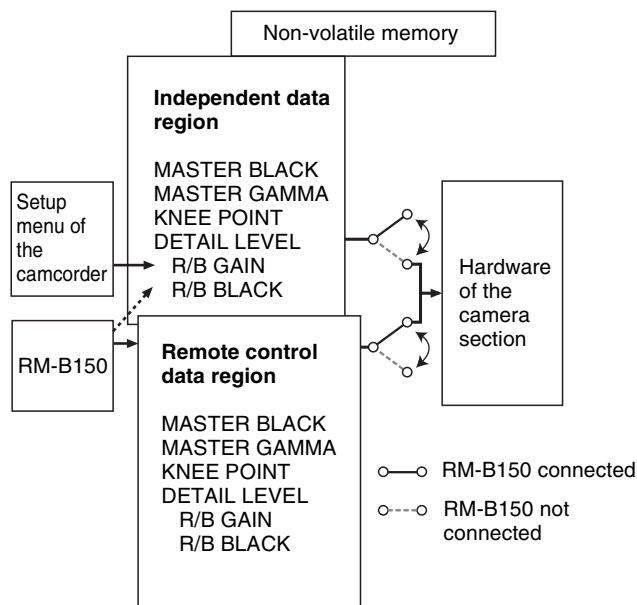 Non-volatile memory
Independent data
region
MASTER BLACK
MASTER GAMMA
KNEE POINT
DETAIL LEVEL
R/B GAIN
R/B BLACK
Setup
menu of
the
camcorder
RM-B150
Remote control
data region
MASTER BLACK
MASTER GAMMA
KNEE POINT
DETAIL LEVEL
R/B GAIN
R/B BLACK
Hardware
of the
camera
section
RM-B150 connected
RM-B150 not
connected